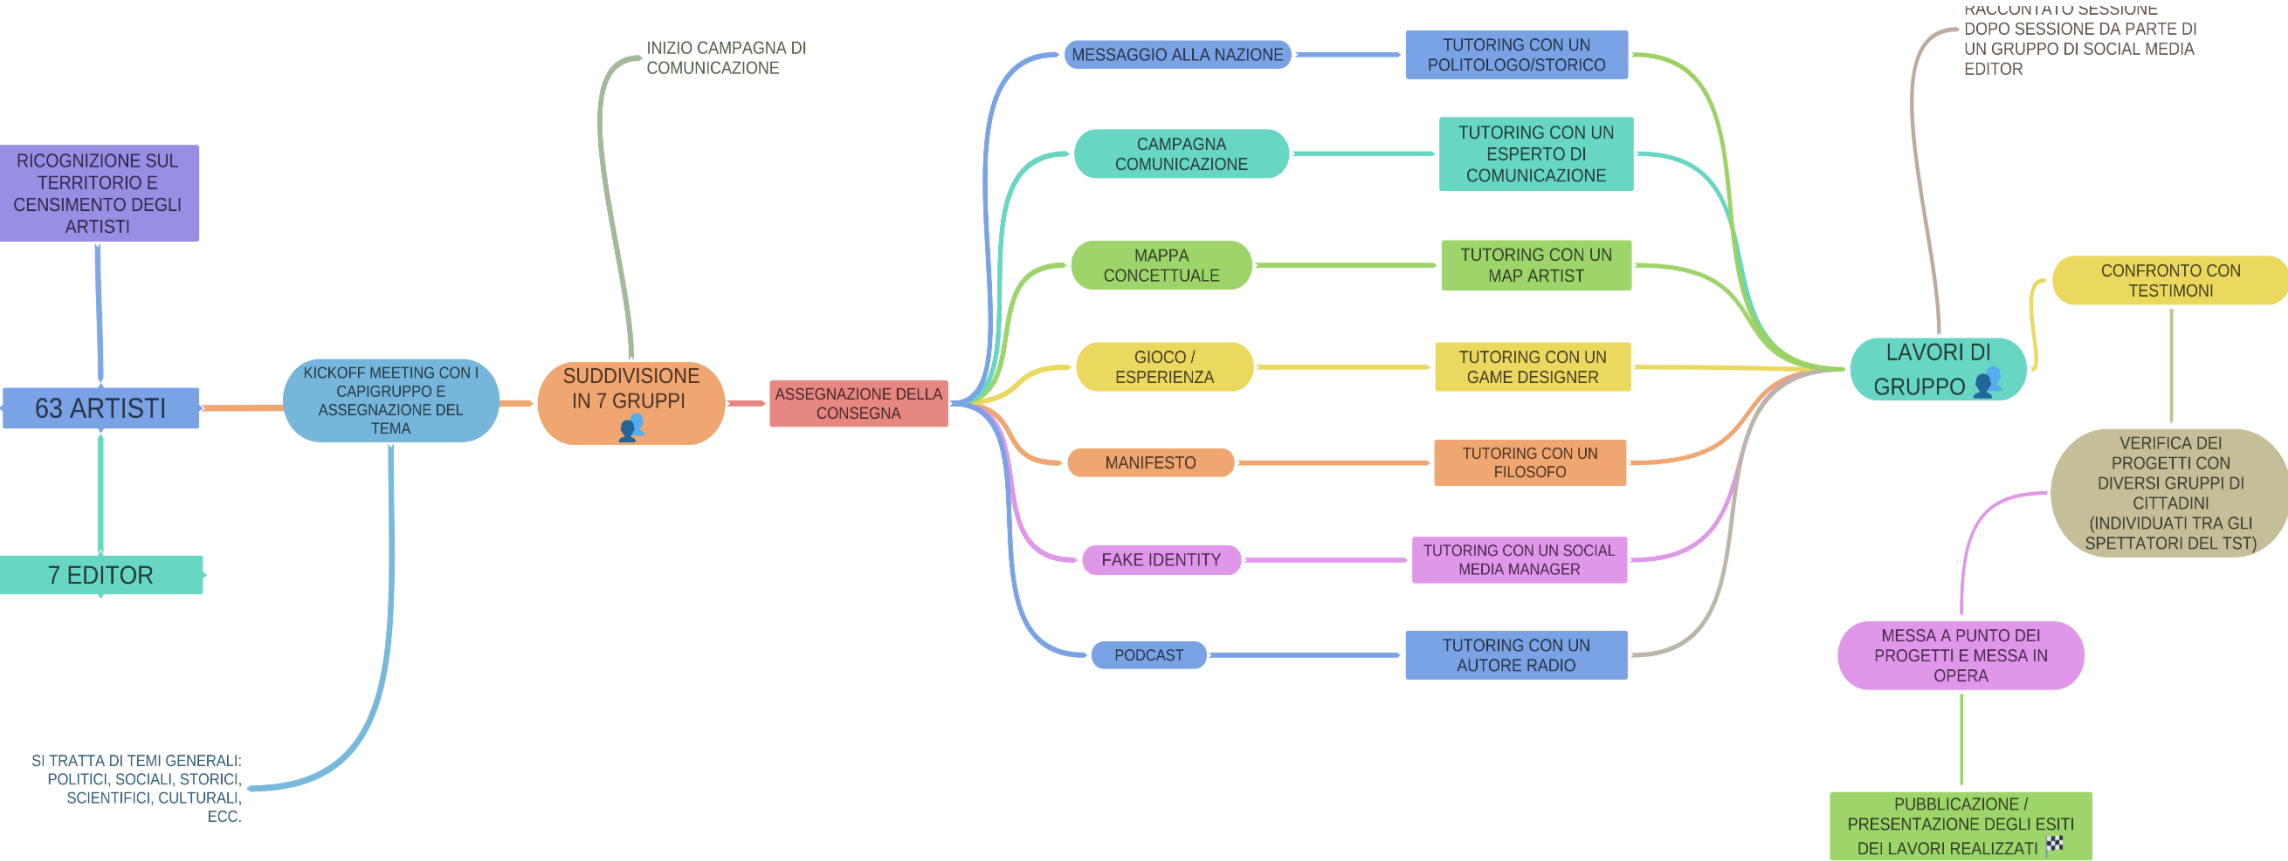 RICOGNIZIONE SUL
TERRITORIO E
CENSIMENTO DEGLI
ARTISTI
63 ARTISTI
7 EDITOR
KICKOFF MEETING CON I
CAPIGRUPPO E
ASSEGNAZIONE DEL
TEMA
SI TRATTA DI TEMI GENERALI:
POLITICI, SOCIALI, STORICI,
SCIENTIFICI, CULTURALI,
ECC.
INIZIO CAMPAGNA DI
COMUNICAZIONE
SUDDIVISIONE
IN 7 GRUPPI
ASSEGNAZIONE DELLA
CONSEGNA
MESSAGGIO ALLA NAZIONE
TUTORING CON UN
POLITOLOGO/STORICO
CAMPAGNA
COMUNICAZIONE
TUTORING CON UN
ESPERTO DI
COMUNICAZIONE
MAPPA
CONCETTUALE
TUTORING CON UN
MAP ARTIST
GIOCO /
ESPERIENZA
TUTORING CON UN
GAME DESIGNER
MANIFESTO
TUTORING CON UN
FILOSOFO
FAKE IDENTITY
TUTORING CON UN SOCIAL
MEDIA MANAGER
PODCAST
TUTORING CON UN
AUTORE RADIO
LAVORI DI
GRUPPO
RACCONTATO SESSIONE
DOPO SESSIONE DA PARTE DI
UN GRUPPO DI SOCIAL MEDIA
EDITOR
CONFRONTO CON
TESTIMONI
VERIFICA DEI
PROGETTI CON
DIVERSI GRUPPI DI
CITTADINI
(INDIVIDUATI TRA GLI
SPETTATORI DEL TST)
MESSA A PUNTO DEI
PROGETTI E MESSA IN
OPERA
PUBBLICAZIONE /
PRESENTAZIONE DEGLI ESITI
DEI LAVORI REALIZZATI